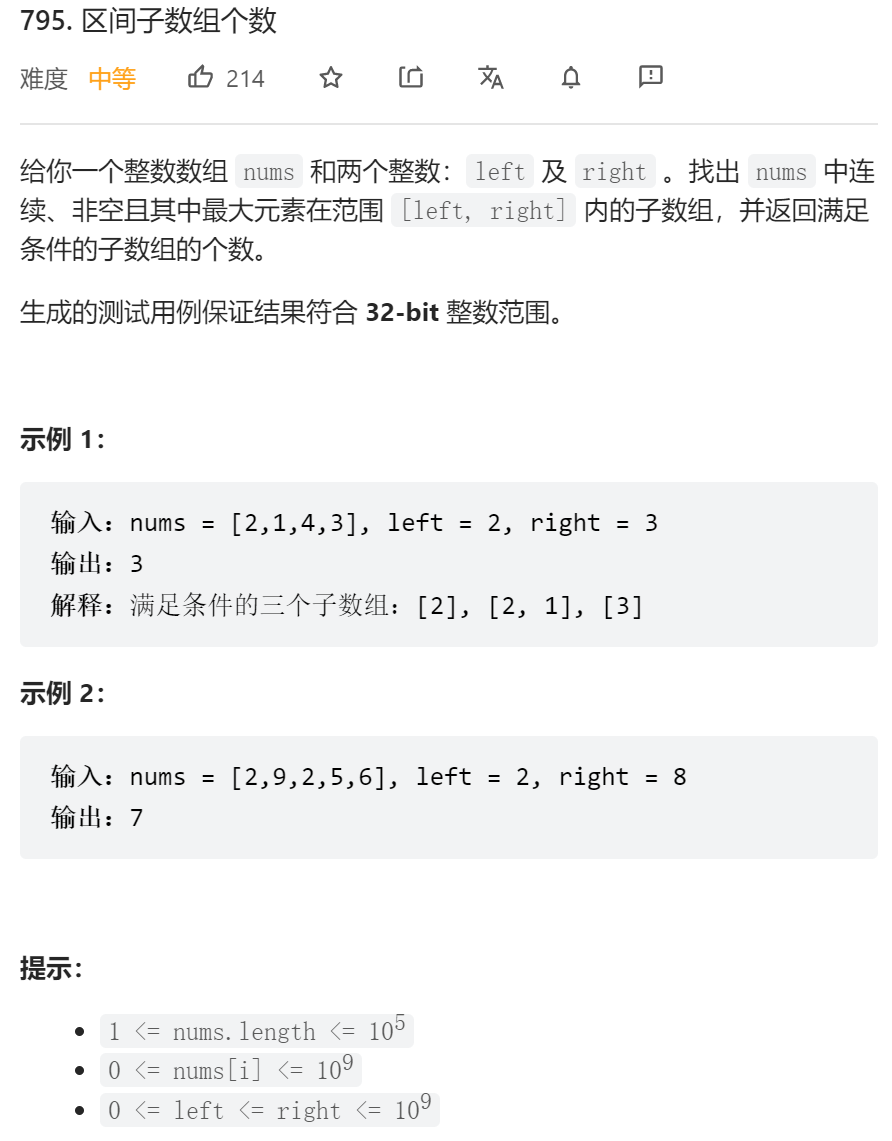 795. 区间子数组个数
难度 中等 214
给你一个整数数组 nums 和两个整数：left 及 right 。找出 nums 中连
续、非空且其中最大元素在范围 [left, right] 内的子数组，并返回满足
条件的子数组的个数。
生成的测试用例保证结果符合 32-bit 整数范围。
示例 1：
输入：nums = [2,1,4,3], left = 2, right = 3
输出：3
解释：满足条件的三个子数组：[2], [2, 1], [3]
示例 2：
输入：nums = [2,9,2,5,6], left = 2, right = 8
输出：7
提示：
• 1 <= nums.length <= 10⁵
• 0 <= nums[i] <= 10⁹
• 0 <= left <= right <= 10⁹